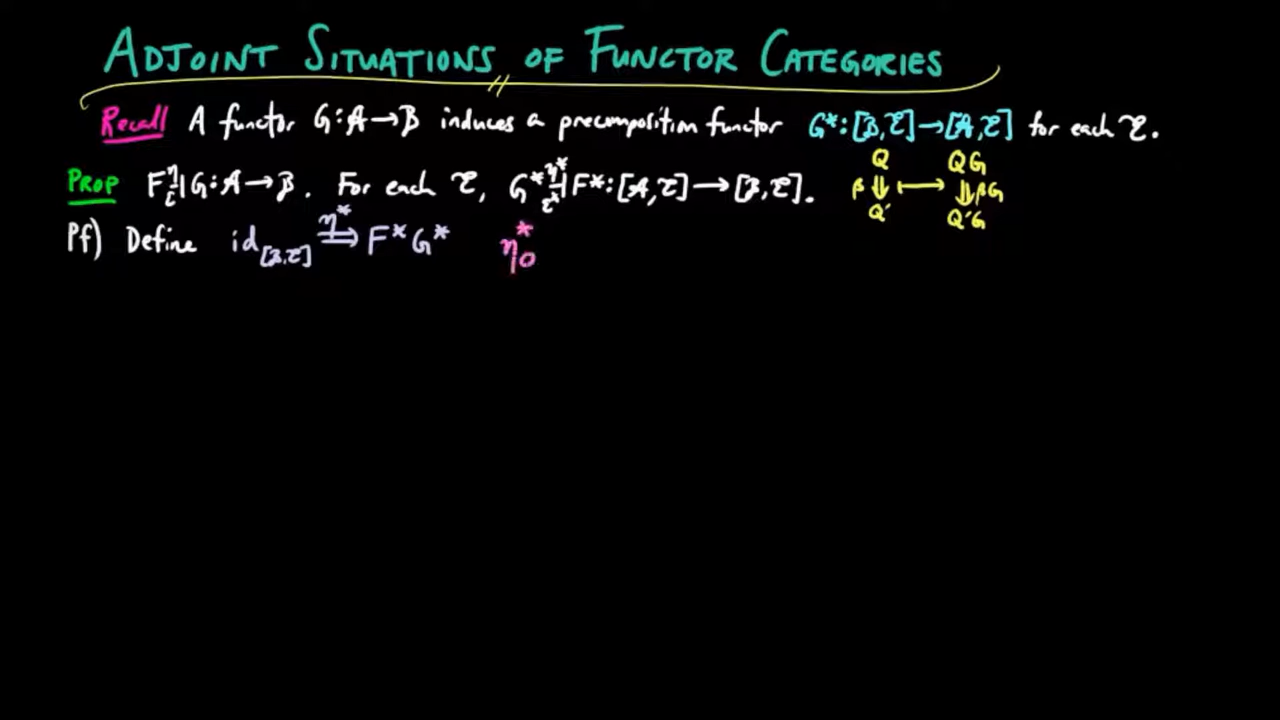 ADJOINT SITUATIONS OF FUNCTOR CATEGORIES
Recall A functor G:A→B induces a precomposition functor G*:[B,C]→[A,C] for each C.
Q QG
PROP F η⊣ε G:A→B. For each C, G* η*⊣ε* F*:[A,C]→[B,C]. β⇓ ↦ ⇓βG
Q' Q'G
Pf) Define id[B,C] η*⇒ F*G* η*Q